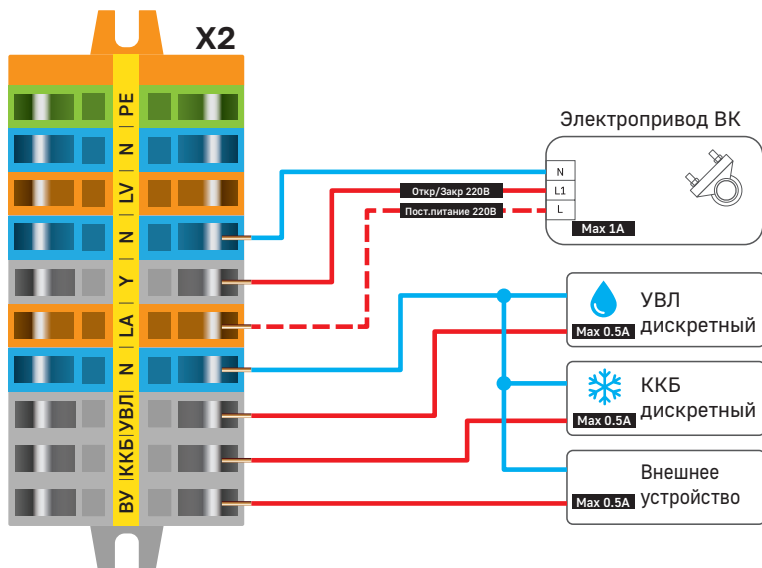 X2
PE
N
LV
N
Y
LA
N
УВЛ
ККБ
ВУ
Электропривод ВК
N
L1
L
Откр/Закр 220В
Пост.питание 220В
Max 1A
УВЛ
дискретный
Max 0.5A
ККБ
дискретный
Max 0.5A
Внешнее
устройство
Max 0.5A